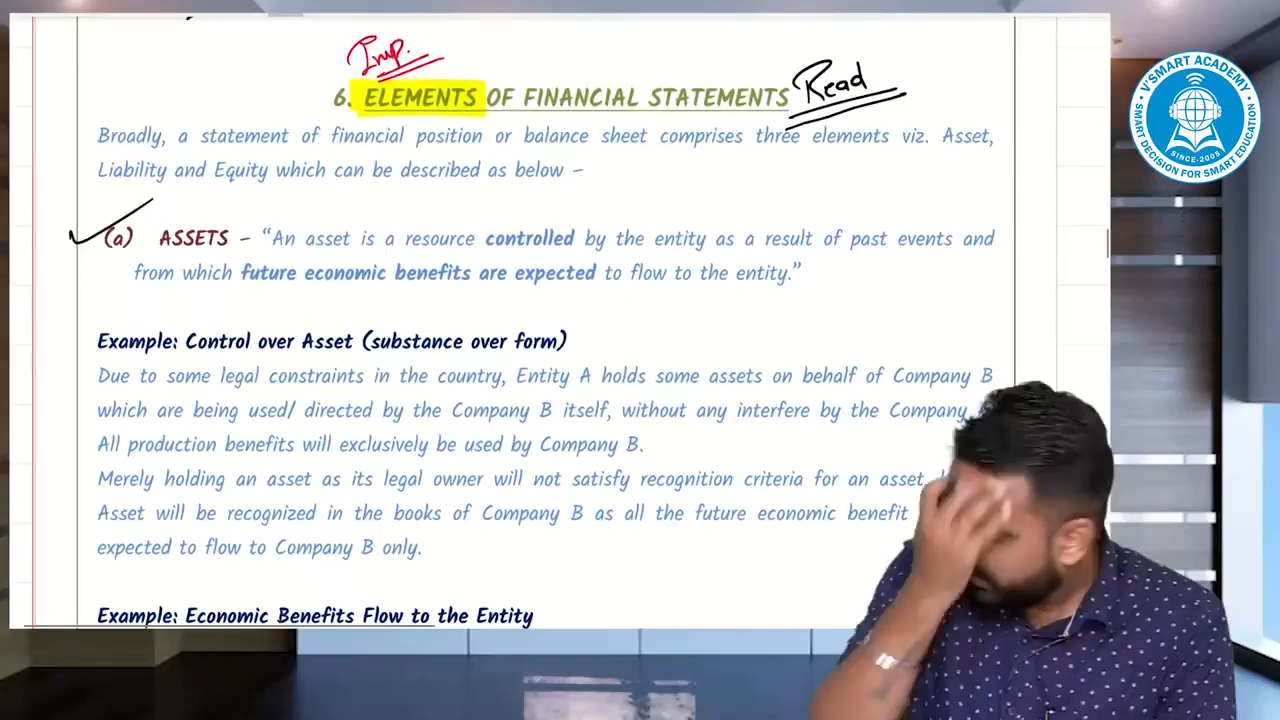 Imp.
6. ELEMENTS OF FINANCIAL STATEMENTS Read
Broadly, a statement of financial position or balance sheet comprises three elements viz. Asset,
Liability and Equity which can be described as below –
(a) ASSETS – “An asset is a resource controlled by the entity as a result of past events and
from which future economic benefits are expected to flow to the entity.”
Example: Control over Asset (substance over form)
Due to some legal constraints in the country, Entity A holds some assets on behalf of Company B
which are being used/ directed by the Company B itself, without any interfere by the Company
All production benefits will exclusively be used by Company B.
Merely holding an asset as its legal owner will not satisfy recognition criteria for an asset.
Asset will be recognized in the books of Company B as all the future economic benefit
expected to flow to Company B only.
Example: Economic Benefits Flow to the Entity
V'SMART ACADEMY
SINCE-2008
SMART DECISION FOR SMART EDUCATION